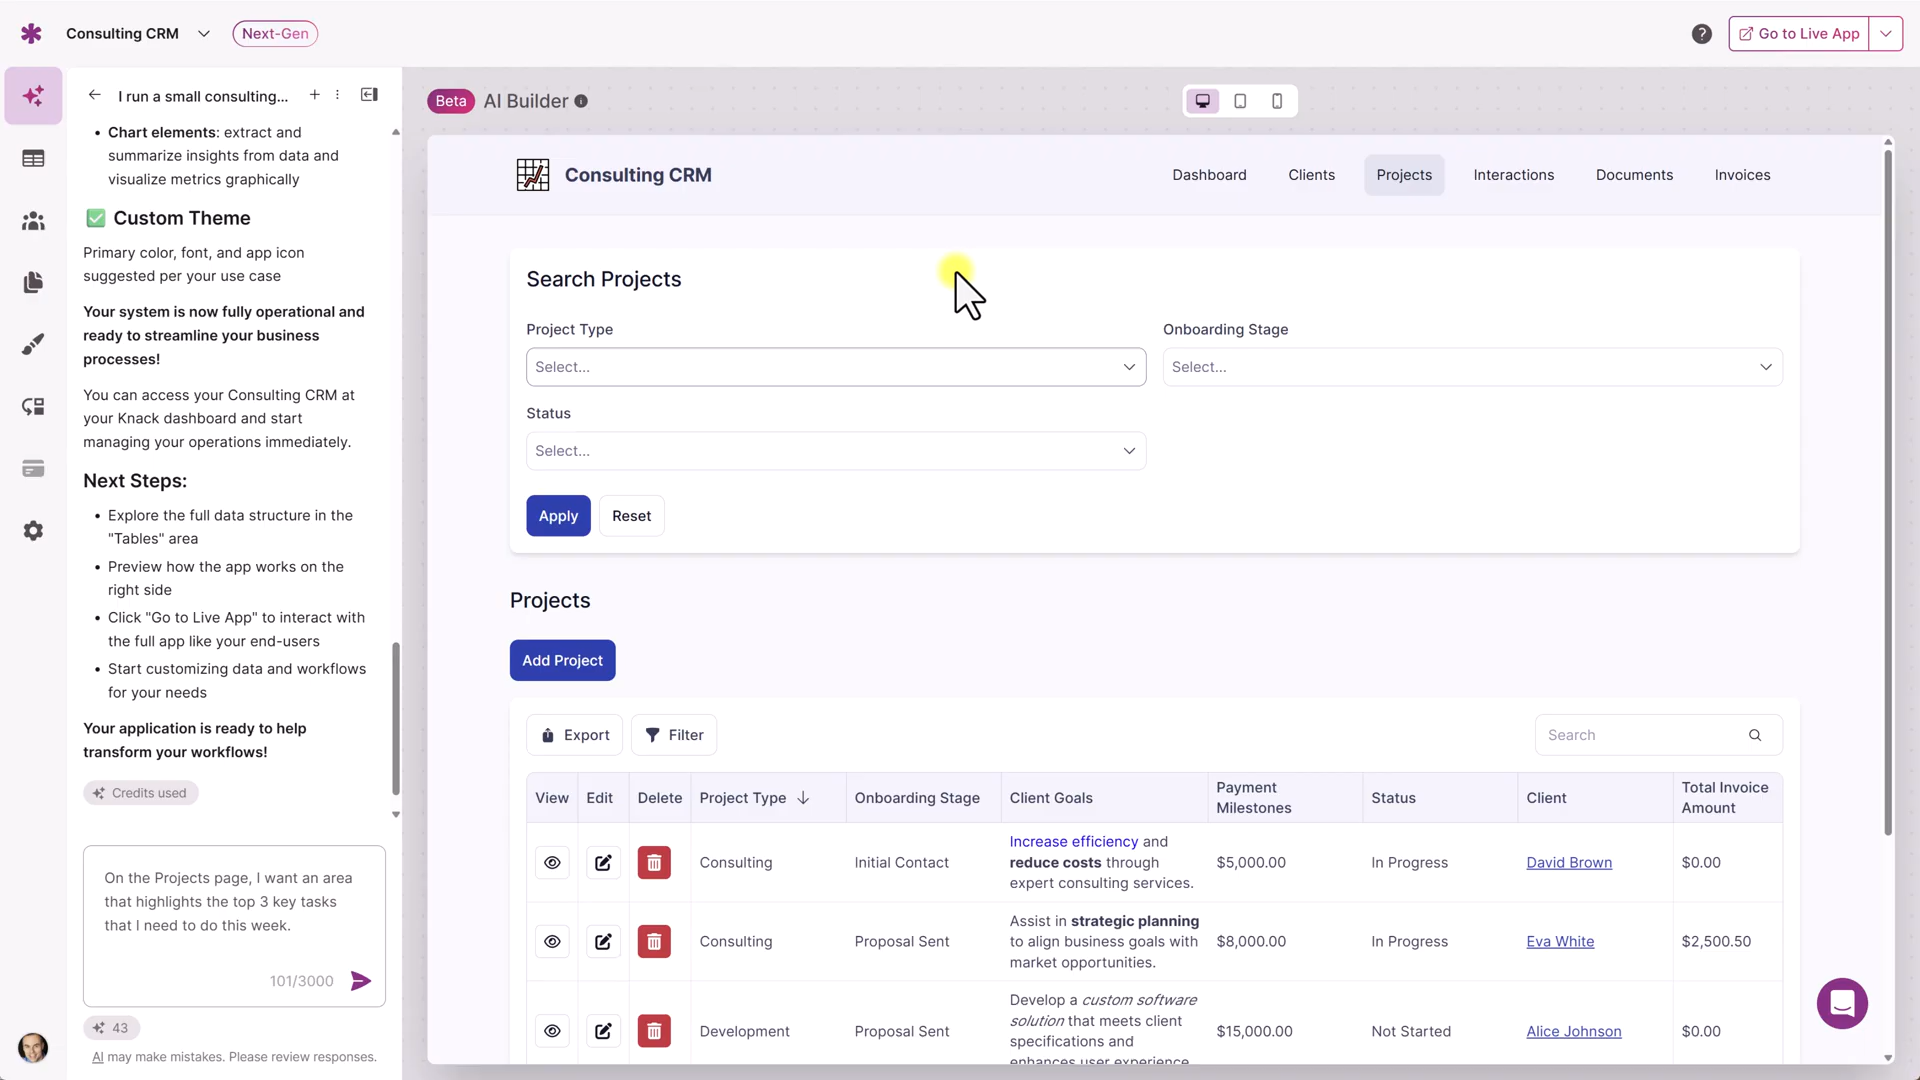 Consulting CRM
Next-Gen
Go to Live App
I run a small consulting...
• Chart elements: extract and
summarize insights from data and
visualize metrics graphically
✅ Custom Theme
Primary color, font, and app icon
suggested per your use case
Your system is now fully operational and
ready to streamline your business
processes!
You can access your Consulting CRM at
your Knack dashboard and start
managing your operations immediately.
Next Steps:
• Explore the full data structure in the
"Tables" area
• Preview how the app works on the
right side
• Click "Go to Live App" to interact with
the full app like your end-users
• Start customizing data and workflows
for your needs
Your application is ready to help
transform your workflows!
Credits used
On the Projects page, I want an area
that highlights the top 3 key tasks
that I need to do this week.
101/3000
43
AI may make mistakes. Please review responses.
Beta AI Builder
Consulting CRM
Dashboard
Clients
Projects
Interactions
Documents
Invoices
Search Projects
Project Type
Select...
Onboarding Stage
Select...
Status
Select...
Apply
Reset
Projects
Add Project
Export
Filter
Search
View
Edit
Delete
Project Type
Onboarding Stage
Client Goals
Payment
Milestones
Status
Client
Total Invoice
Amount
Consulting
Initial Contact
Increase efficiency and
reduce costs through
expert consulting services.
$5,000.00
In Progress
David Brown
$0.00
Consulting
Proposal Sent
Assist in strategic planning
to align business goals with
market opportunities.
$8,000.00
In Progress
Eva White
$2,500.50
Development
Proposal Sent
Develop a custom software
solution that meets client
specifications and
enhances user experience
$15,000.00
Not Started
Alice Johnson
$0.00